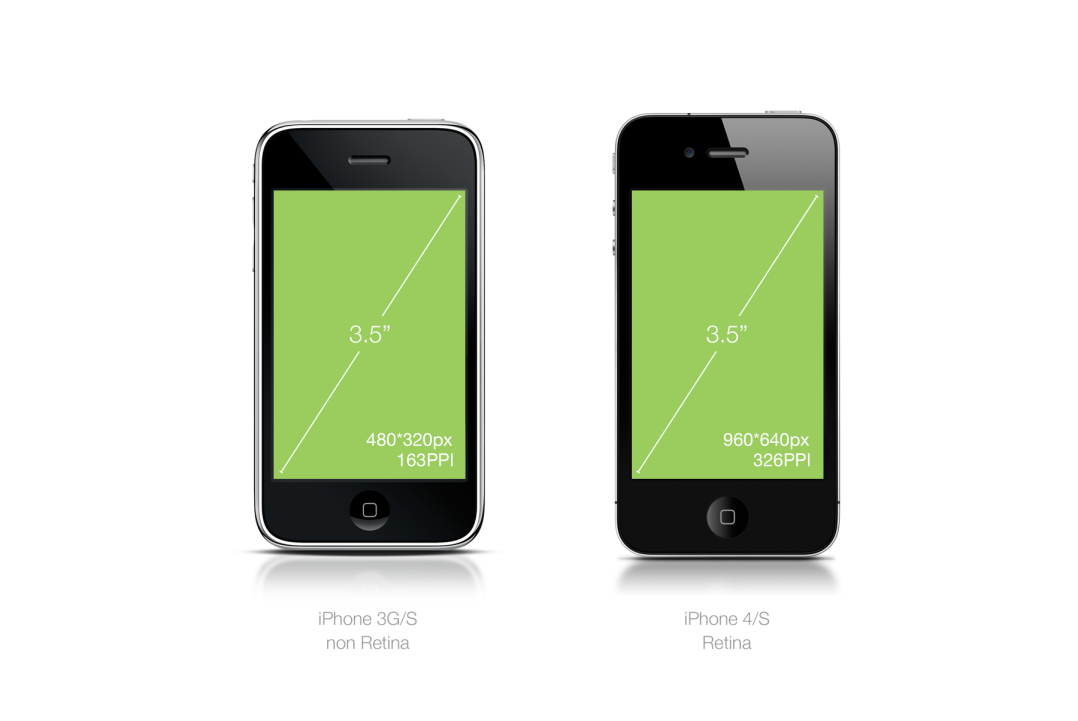 3.5”
480*320px
163PPI
iPhone 3G/S
non Retina
3.5”
960*640px
326PPI
iPhone 4/S
Retina